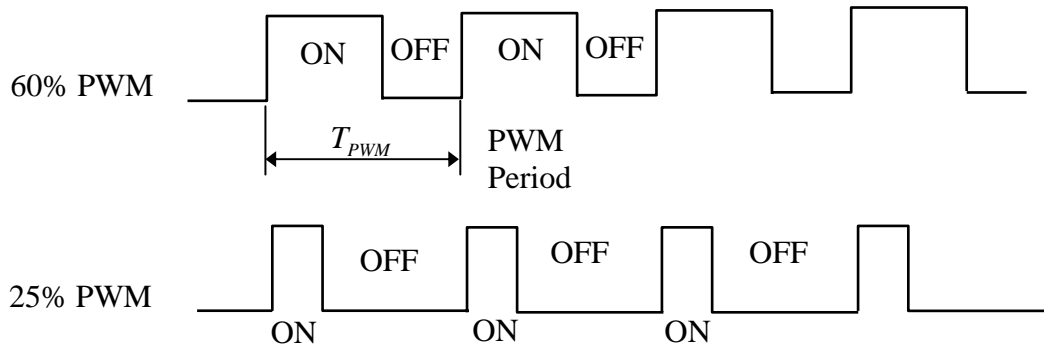 ON OFF ON OFF
60% PWM
T_PWM PWM
Period
OFF OFF OFF
25% PWM
ON ON ON